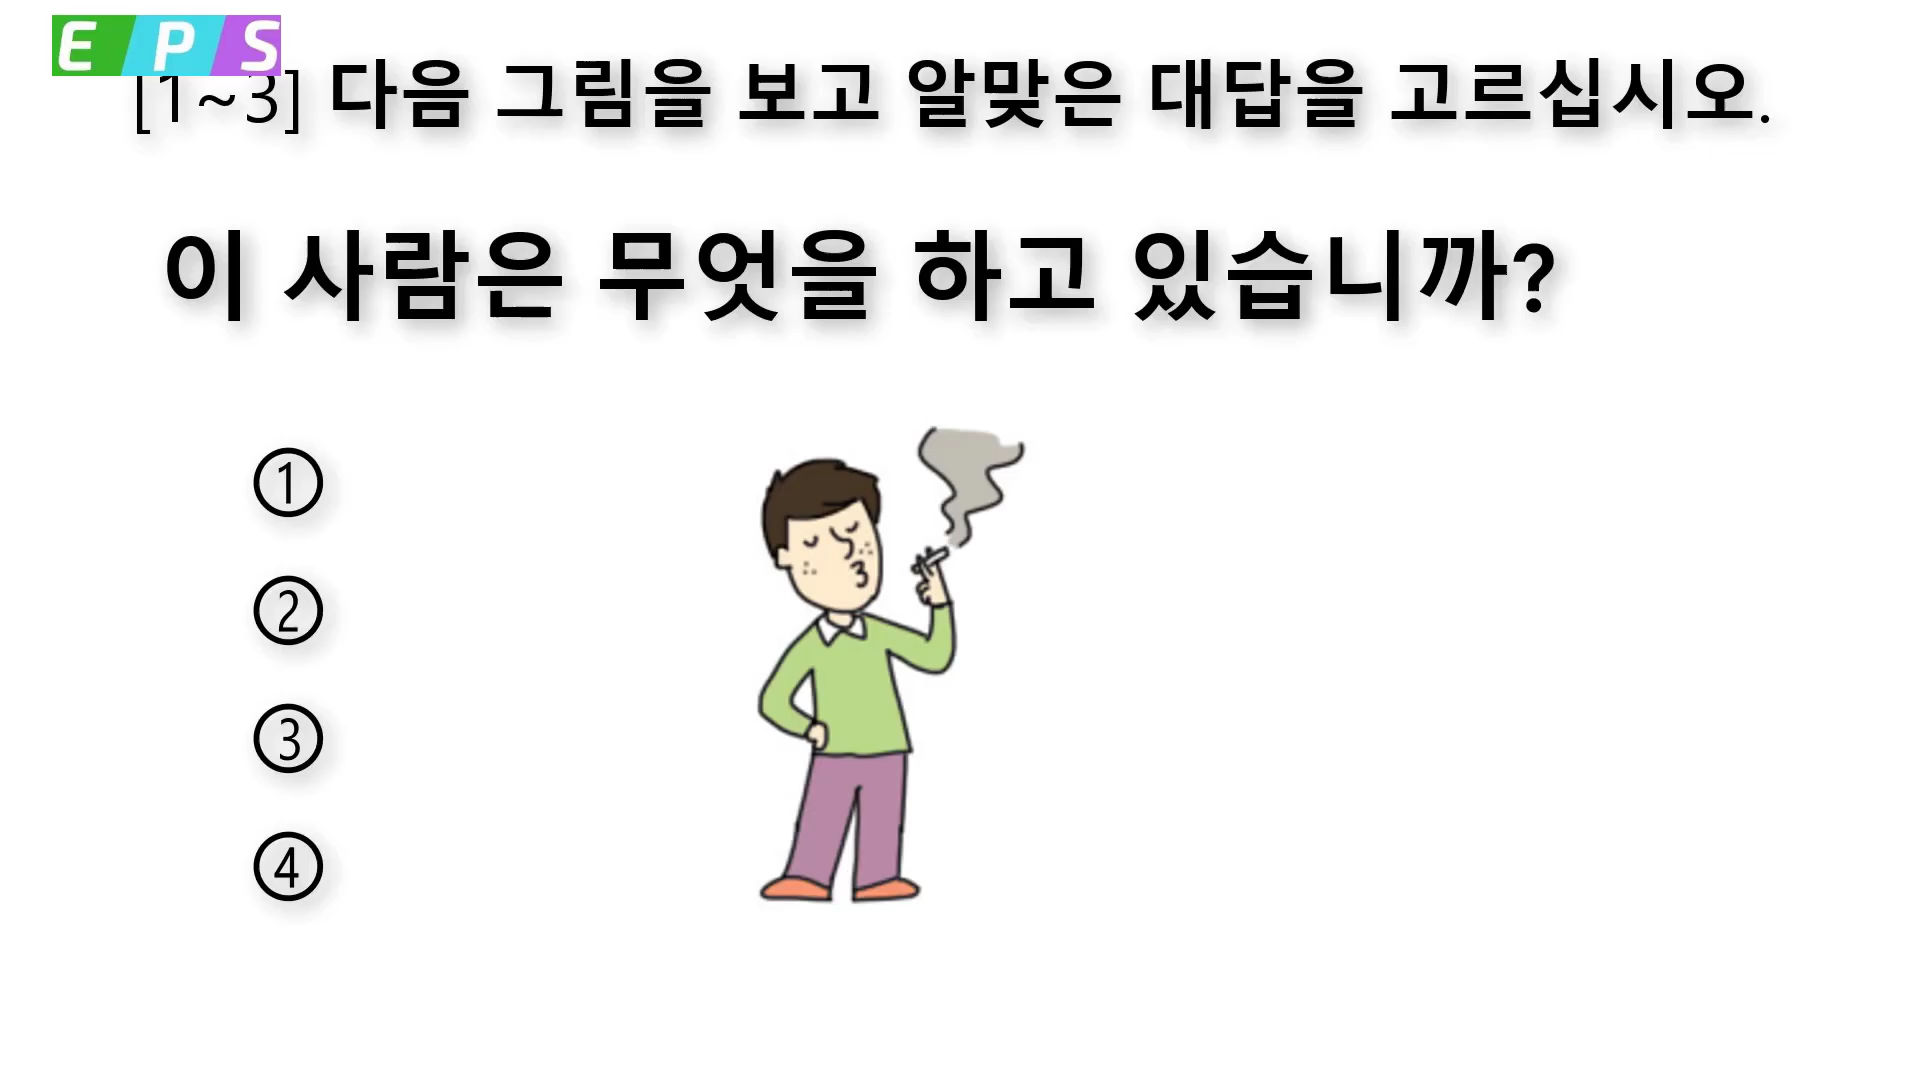 EPS
[1~3] 다음 그림을 보고 알맞은 대답을 고르십시오.
이 사람은 무엇을 하고 있습니까?
①
②
③
④